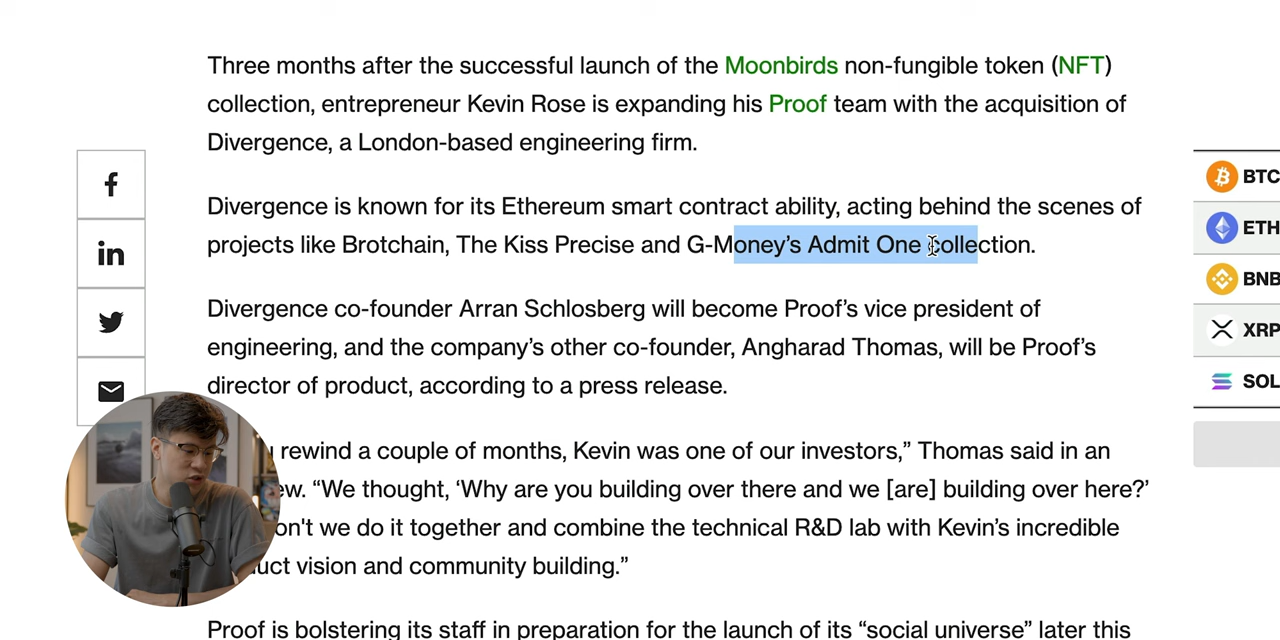 Three months after the successful launch of the Moonbirds non-fungible token (NFT)
collection, entrepreneur Kevin Rose is expanding his Proof team with the acquisition of
Divergence, a London-based engineering firm.
Divergence is known for its Ethereum smart contract ability, acting behind the scenes of
projects like Brotchain, The Kiss Precise and G-Money’s Admit One collection.
Divergence co-founder Arran Schlosberg will become Proof’s vice president of
engineering, and the company’s other co-founder, Angharad Thomas, will be Proof’s
director of product, according to a press release.
rewind a couple of months, Kevin was one of our investors,” Thomas said in an
“We thought, ‘Why are you building over there and we [are] building over here?’
we do it together and combine the technical R&D lab with Kevin’s incredible
vision and community building.”
Proof is bolstering its staff in preparation for the launch of its “social universe” later this
f
in
BTC
ETH
BNB
XRP
SOL